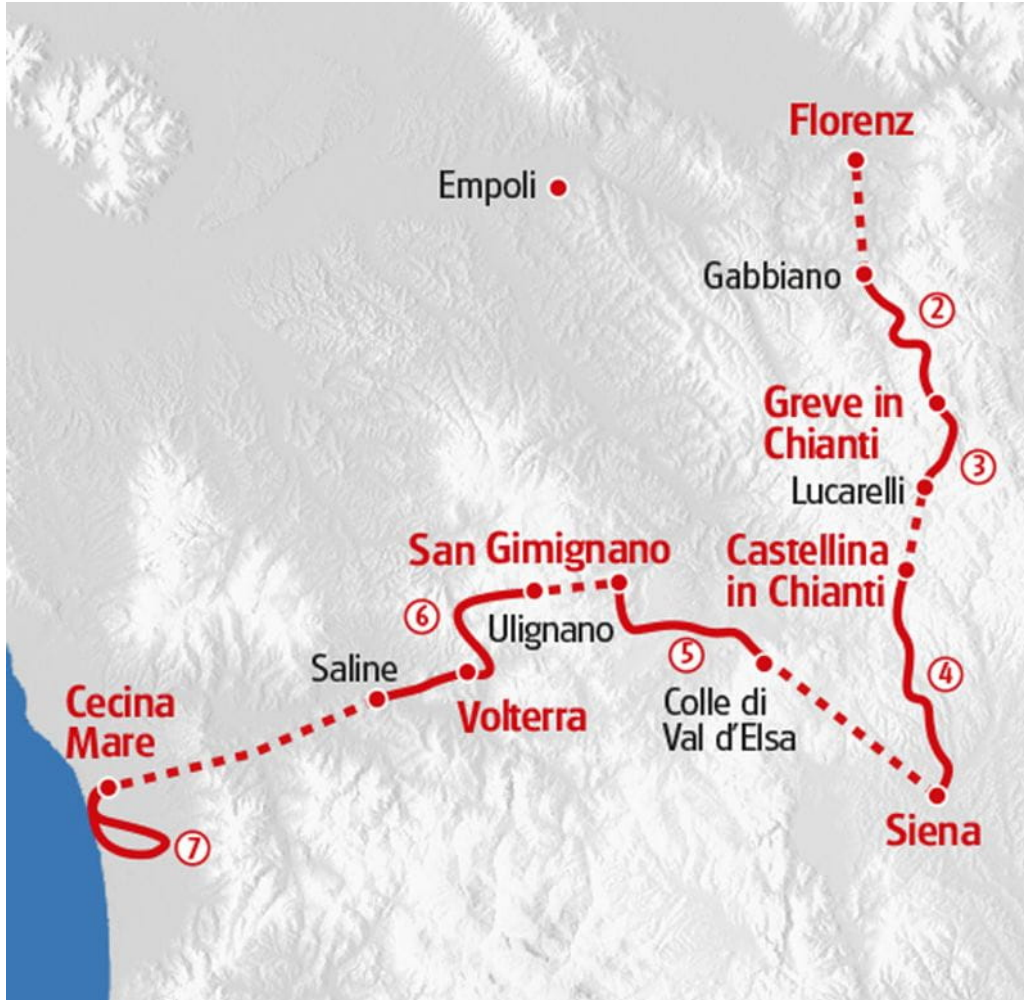 Florenz
Empoli
Gabbiano
②
Greve in
Chianti
③
Lucarelli
San Gimignano
Castellina
in Chianti
⑥
Ulignano
⑤
Saline
④
Cecina
Mare
Volterra
Colle di
Val d'Elsa
Siena
⑦